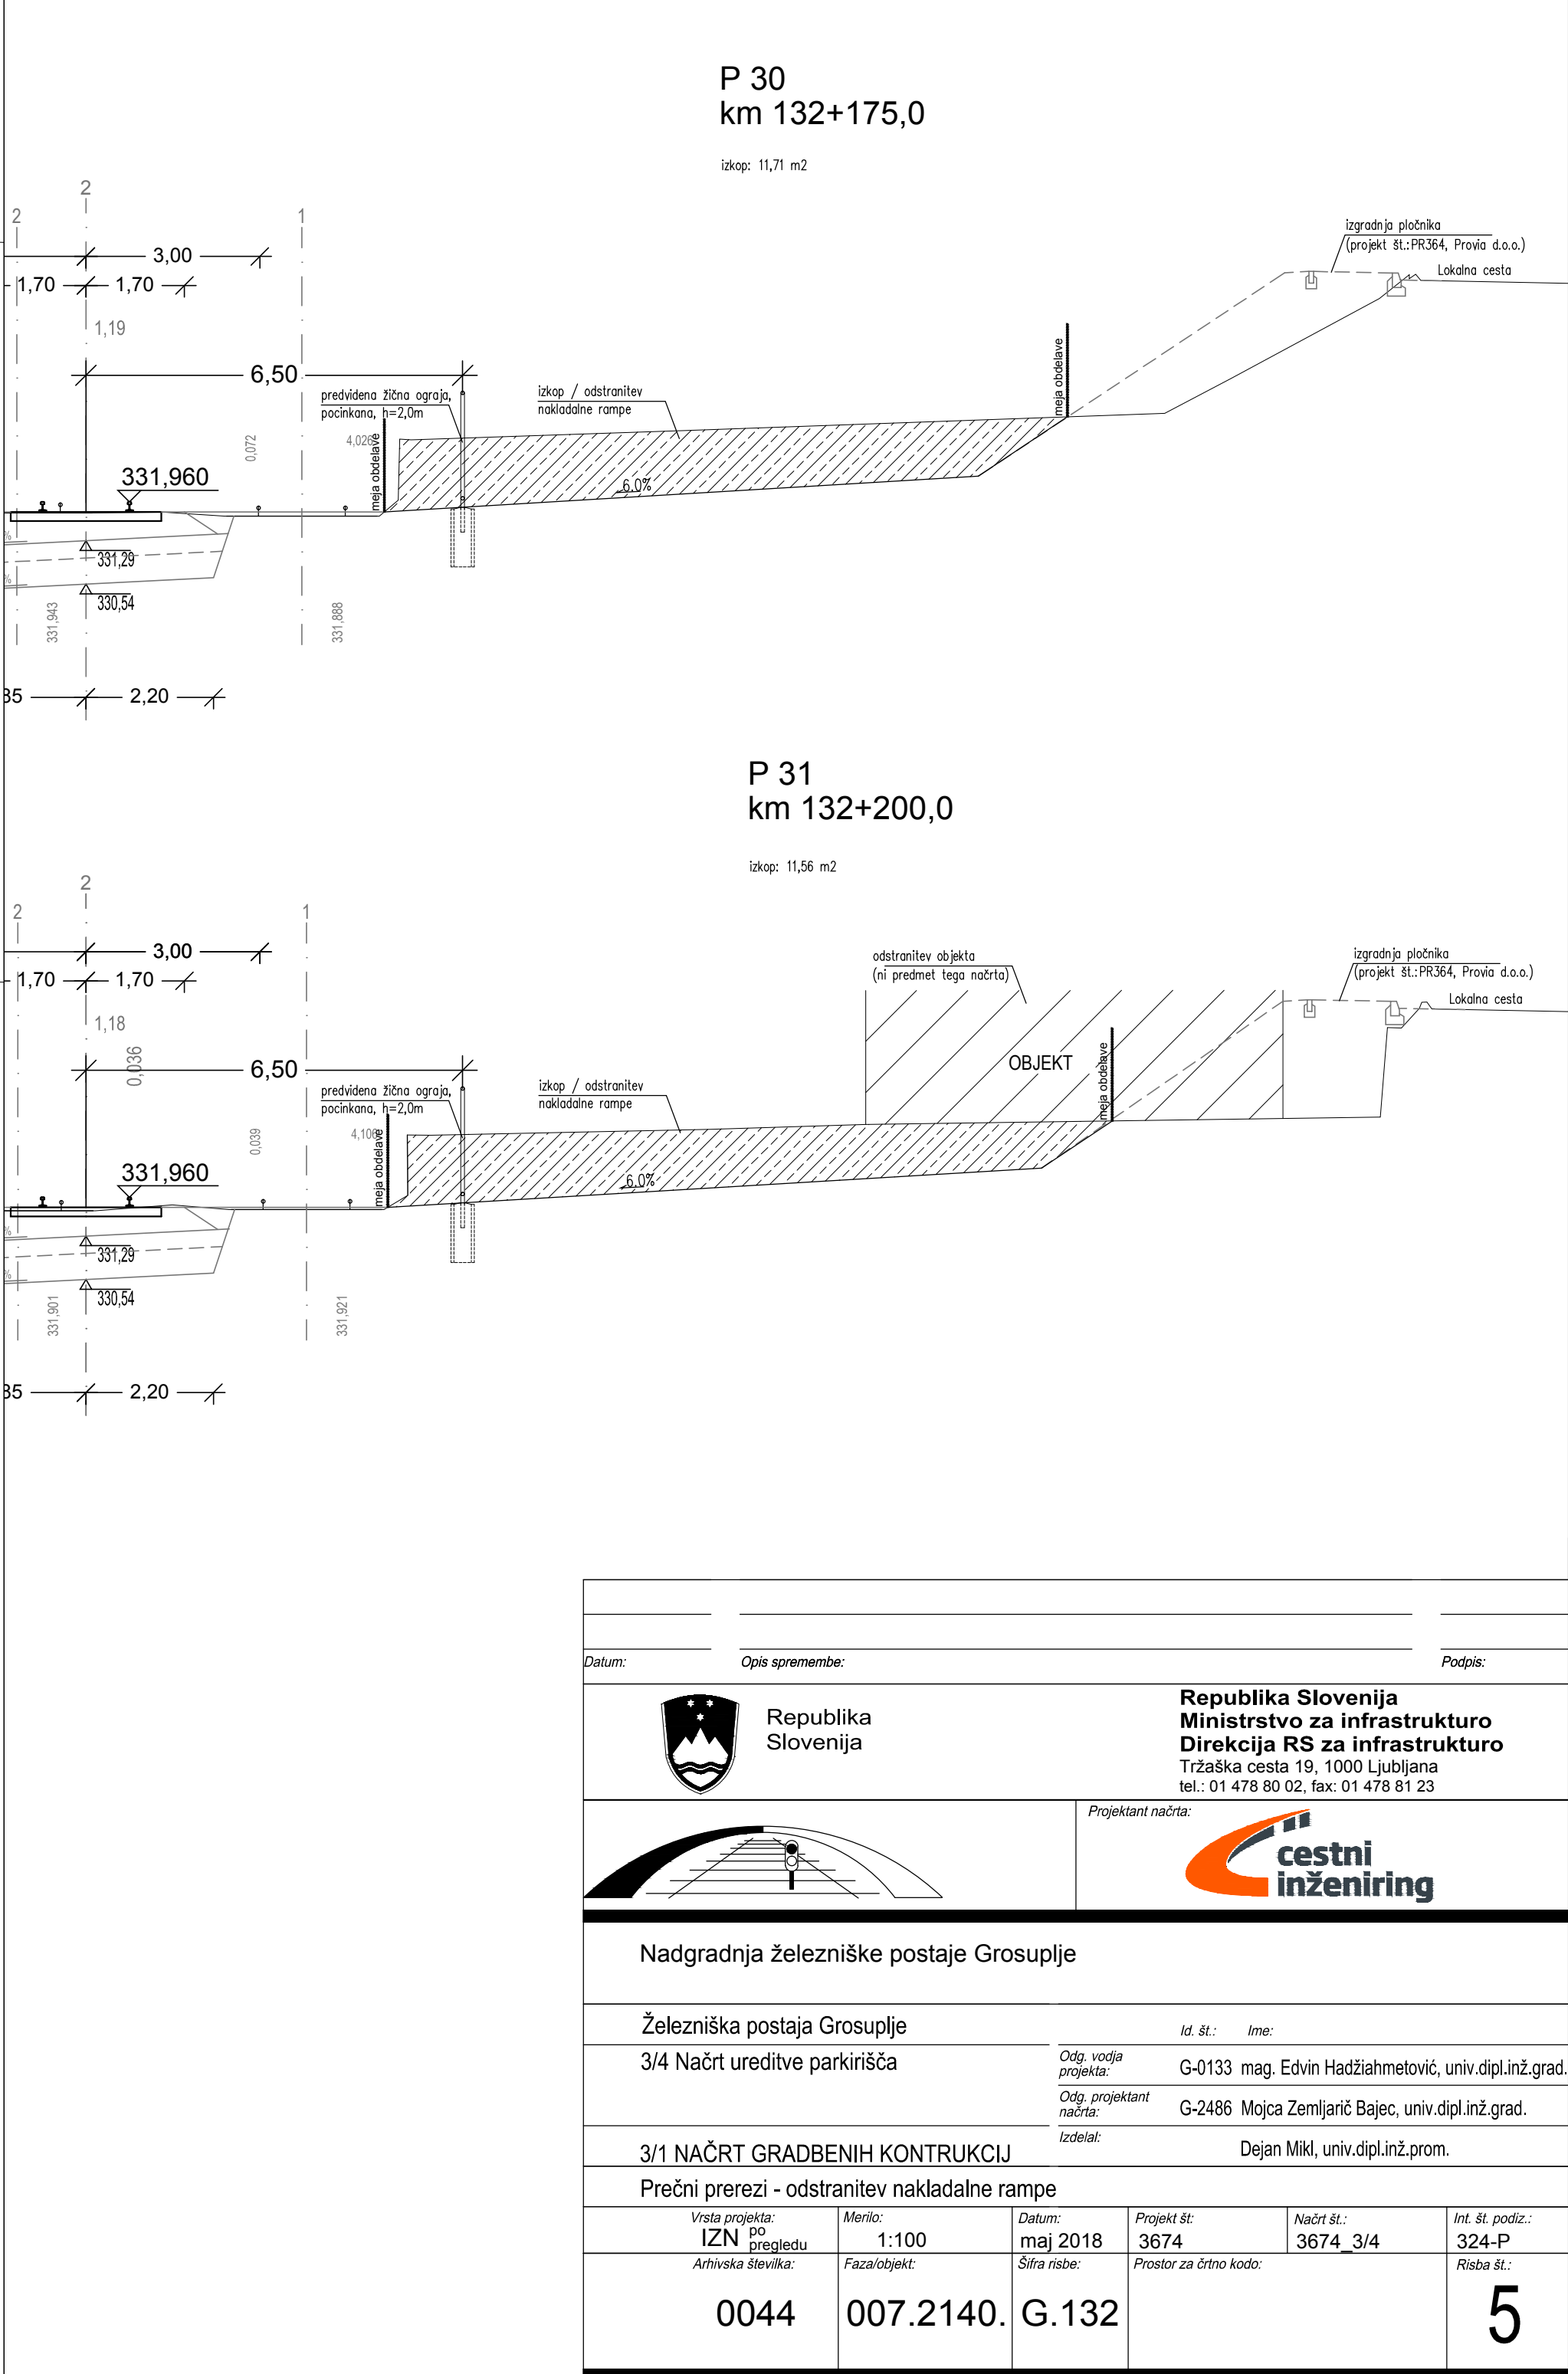 P 30
km 132+175,0
izkop: 11,71 m2
2
2
1
3,00
1,70
1,70
1,19
6,50
izgradnja pločnika
(projekt št.:PR364, Provia d.o.o.)
Lokalna cesta
meja obdelave
predvidena žična ograja,
pocinkana, h=2,0m
izkop / odstranitev
nakladalne rampe
0,072
4,026
meja obdelave
331,960
6.0%
%
331,29
%
330,54
331,943
331,888
35
2,20
P 31
km 132+200,0
izkop: 11,56 m2
2
2
1
3,00
1,70
1,70
1,18
0,036
6,50
odstranitev objekta
(ni predmet tega načrta)
izgradnja pločnika
(projekt št.:PR364, Provia d.o.o.)
Lokalna cesta
OBJEKT
meja obdelave
predvidena žična ograja,
pocinkana, h=2,0m
izkop / odstranitev
nakladalne rampe
0,039
4,106
meja obdelave
331,960
6.0%
%
331,29
%
330,54
331,901
331,921
35
2,20
Datum: Opis spremembe: Podpis:
Republika
Slovenija
Republika Slovenija
Ministrstvo za infrastrukturo
Direkcija RS za infrastrukturo
Tržaška cesta 19, 1000 Ljubljana
tel.: 01 478 80 02, fax: 01 478 81 23
Projektant načrta:
cestni
inženiring
Nadgradnja železniške postaje Grosuplje
Železniška postaja Grosuplje
Id. št.: Ime:
3/4 Načrt ureditve parkirišča
Odg. vodja
projekta:
G-0133 mag. Edvin Hadžiahmetović, univ.dipl.inž.grad.
Odg. projektant
načrta:
G-2486 Mojca Zemljarič Bajec, univ.dipl.inž.grad.
Izdelal:
Dejan Mikl, univ.dipl.inž.prom.
3/1 NAČRT GRADBENIH KONTRUKCIJ
Prečni prerezi - odstranitev nakladalne rampe
Vrsta projekta: Merilo: Datum: Projekt št: Načrt št.: Int. št. podiz.:
IZN po pregledu 1:100 maj 2018 3674 3674_3/4 324-P
Arhivska številka: Faza/objekt: Šifra risbe: Prostor za črtno kodo: Risba št.:
0044 007.2140. G.132 5